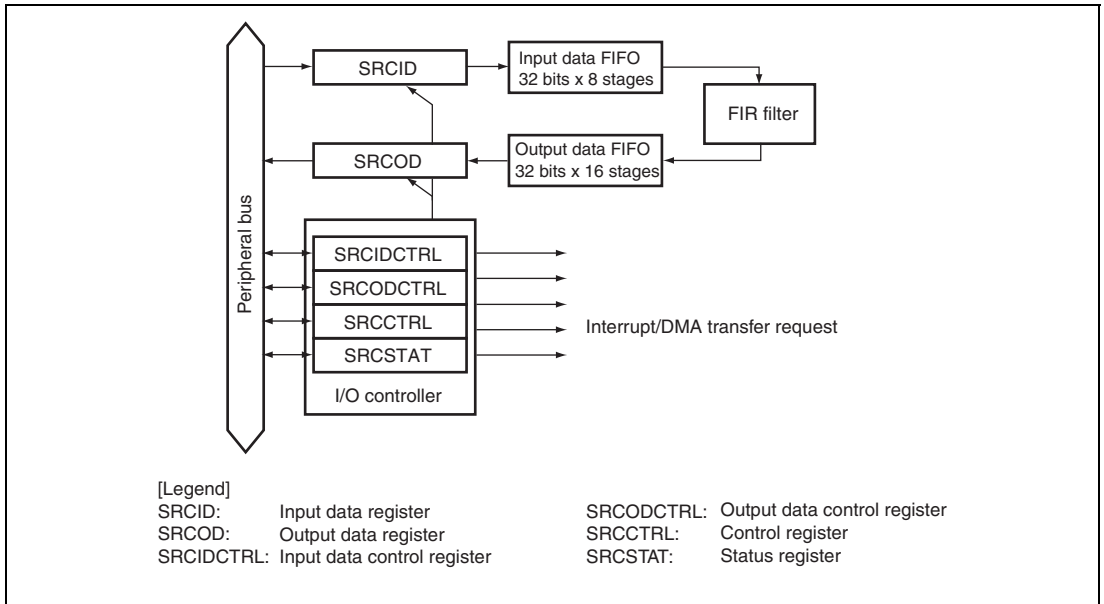 SRCID
Input data FIFO
32 bits x 8 stages
FIR filter
SRCOD
Output data FIFO
32 bits x 16 stages
Peripheral bus
SRCIDCTRL
SRCODCTRL
SRCCTRL
SRCSTAT
I/O controller
Interrupt/DMA transfer request
[Legend]
SRCID: Input data register
SRCOD: Output data register
SRCIDCTRL: Input data control register
SRCODCTRL: Output data control register
SRCCTRL: Control register
SRCSTAT: Status register